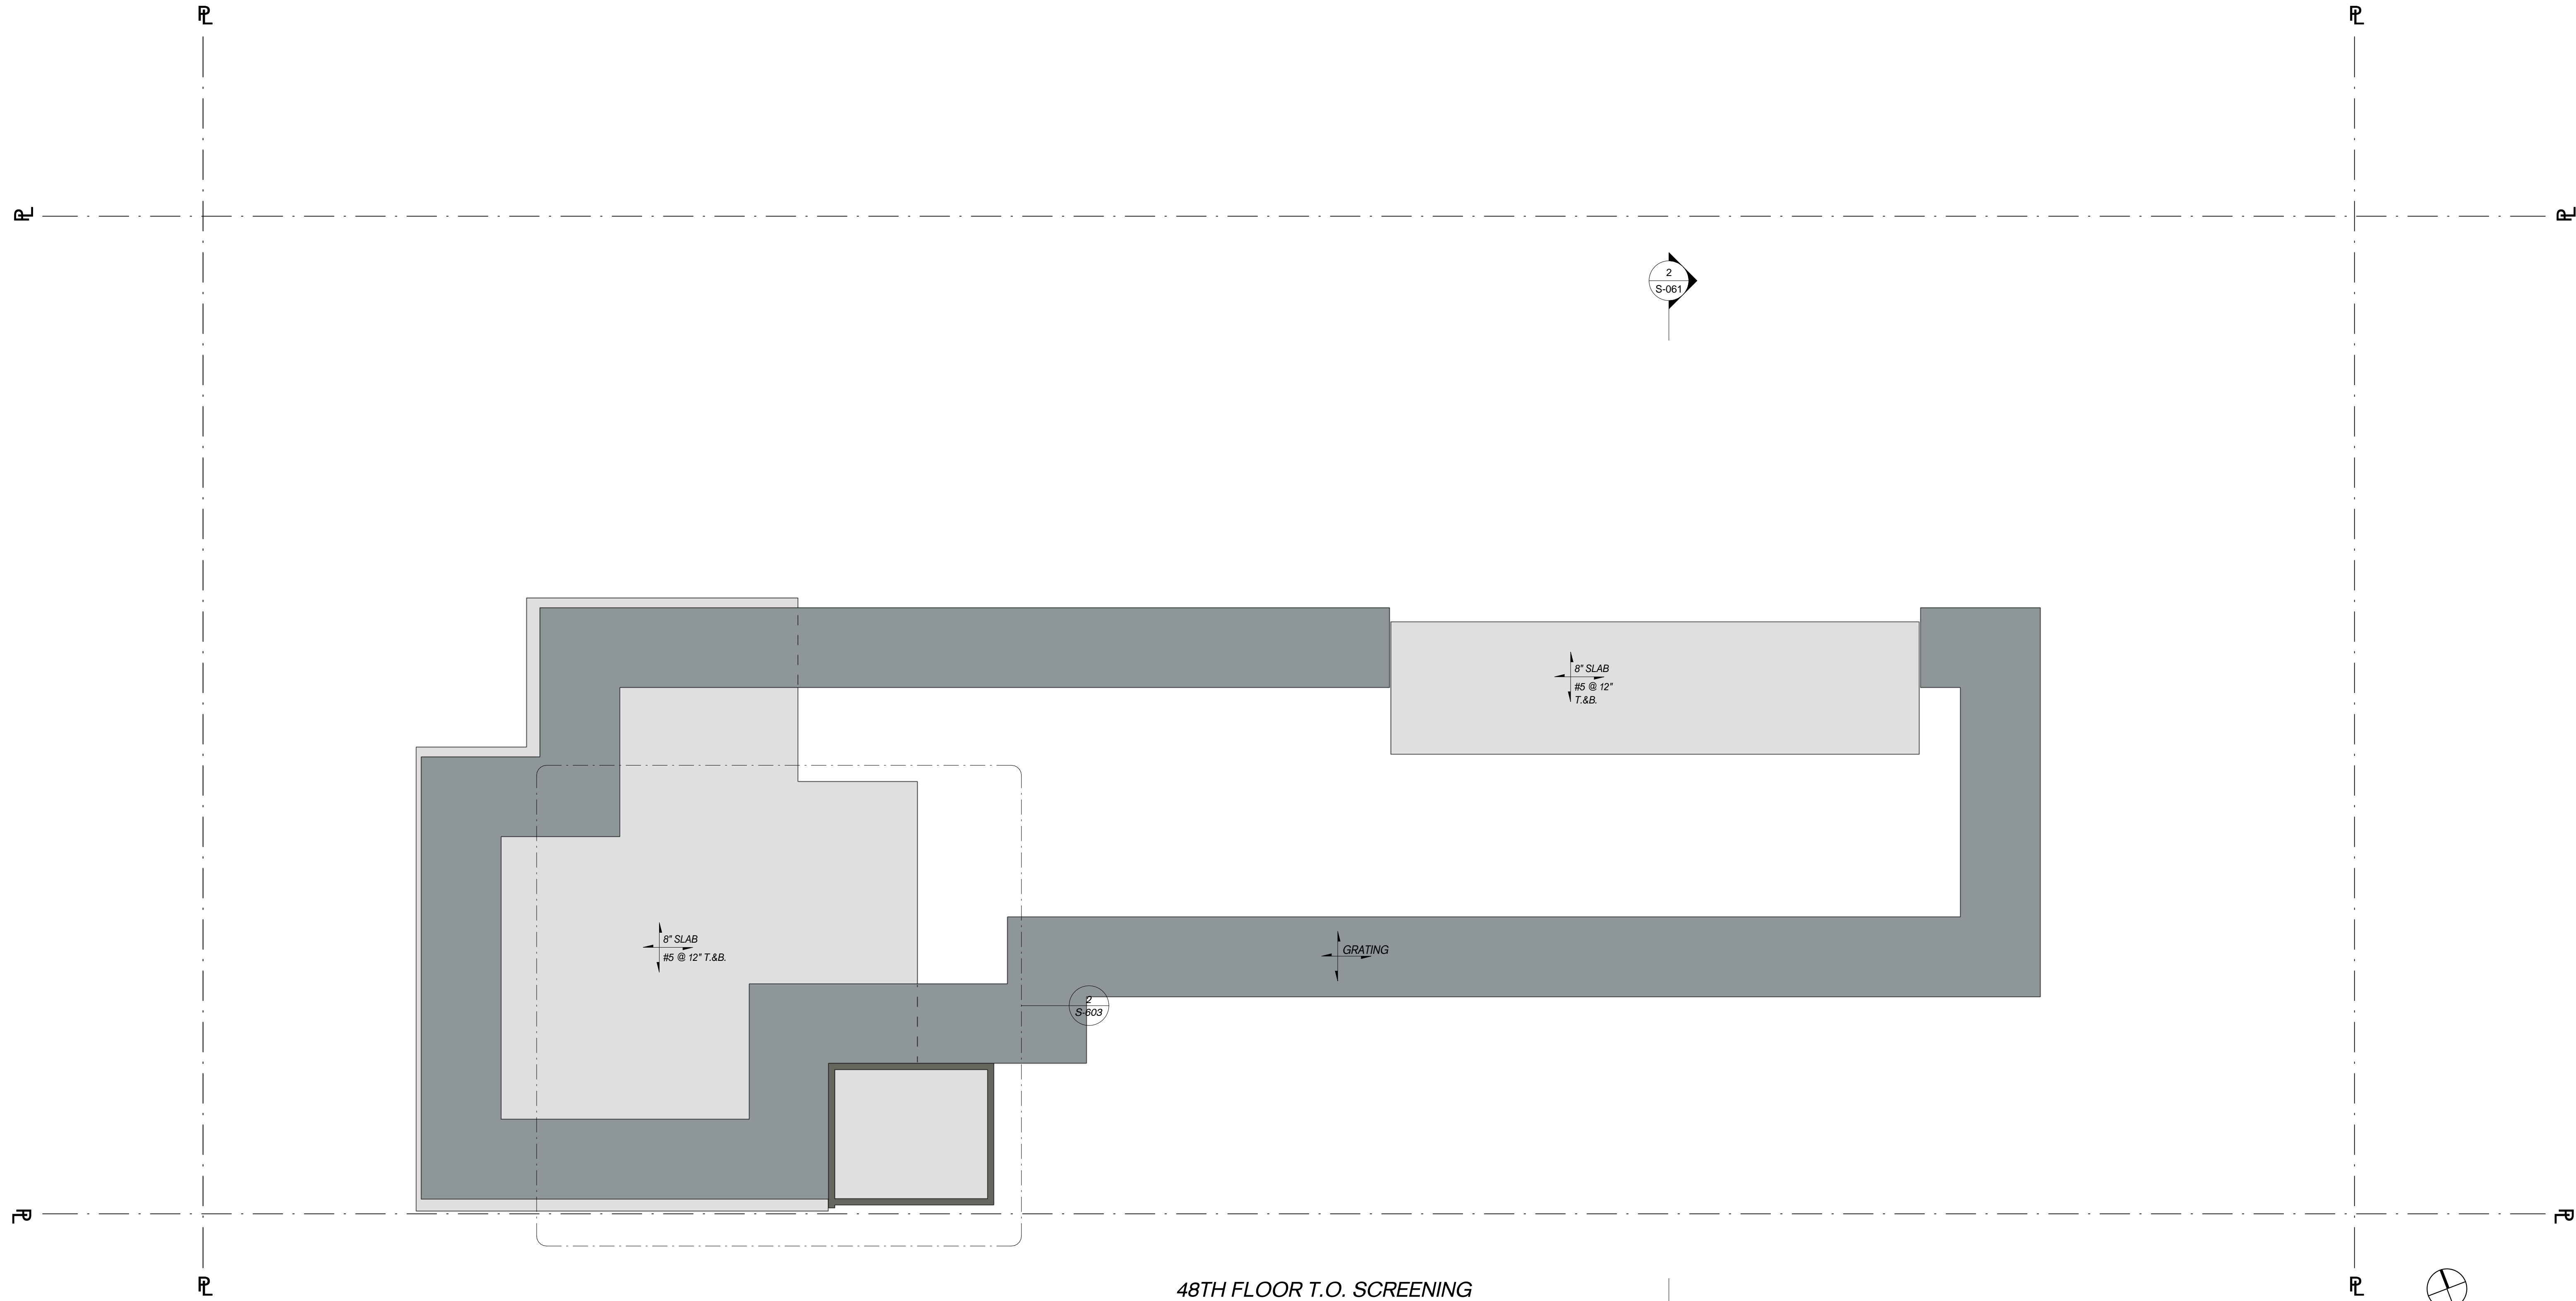 PL
PL
PL
PL
2
S-061
8" SLAB
#5 @ 12"
T.&B.
8" SLAB
#5 @ 12" T.&B.
GRATING
2
S-603
PL
PL
PL
PL
48TH FLOOR T.O. SCREENING